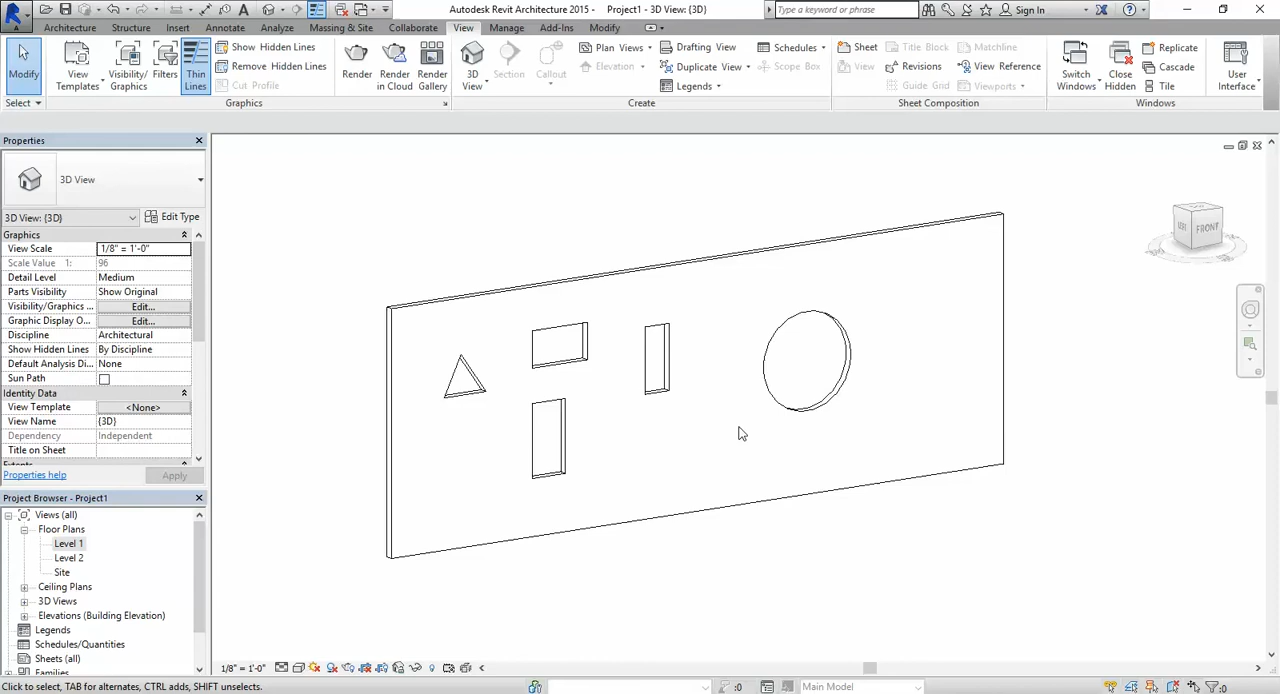 Autodesk Revit Architecture 2015 - Project1 - 3D View: {3D}
Type a keyword or phrase
Sign In
Architecture Structure Insert Annotate Analyze Massing & Site Collaborate View Manage Add-Ins Modify
Modify
View Templates
Visibility/ Graphics
Filters
Thin Lines
Show Hidden Lines
Remove Hidden Lines
Cut Profile
Render
Render in Cloud
Render Gallery
3D View
Section
Callout
Plan Views
Elevation
Drafting View
Duplicate View
Legends
Schedules
Scope Box
Sheet
View
Title Block
Revisions
Guide Grid
Matchline
View Reference
Viewports
Switch Windows
Close Hidden
Replicate
Cascade
Tile
User Interface
Select Graphics Create Sheet Composition Windows
Properties
3D View
3D View: {3D} Edit Type
Graphics
View Scale 1/8" = 1'-0"
Scale Value 1: 96
Detail Level Medium
Parts Visibility Show Original
Visibility/Graphics ... Edit...
Graphic Display O... Edit...
Discipline Architectural
Show Hidden Lines By Discipline
Default Analysis Di... None
Sun Path
Identity Data
View Template <None>
View Name {3D}
Dependency Independent
Title on Sheet
Extents
Properties help Apply
Project Browser - Project1
Views (all)
Floor Plans
Level 1
Level 2
Site
Ceiling Plans
3D Views
Elevations (Building Elevation)
Legends
Schedules/Quantities
Sheets (all)
Families
FRONT
1/8" = 1'-0"
Click to select, TAB for alternates, CTRL adds, SHIFT unselects.
:0
Main Model
:0